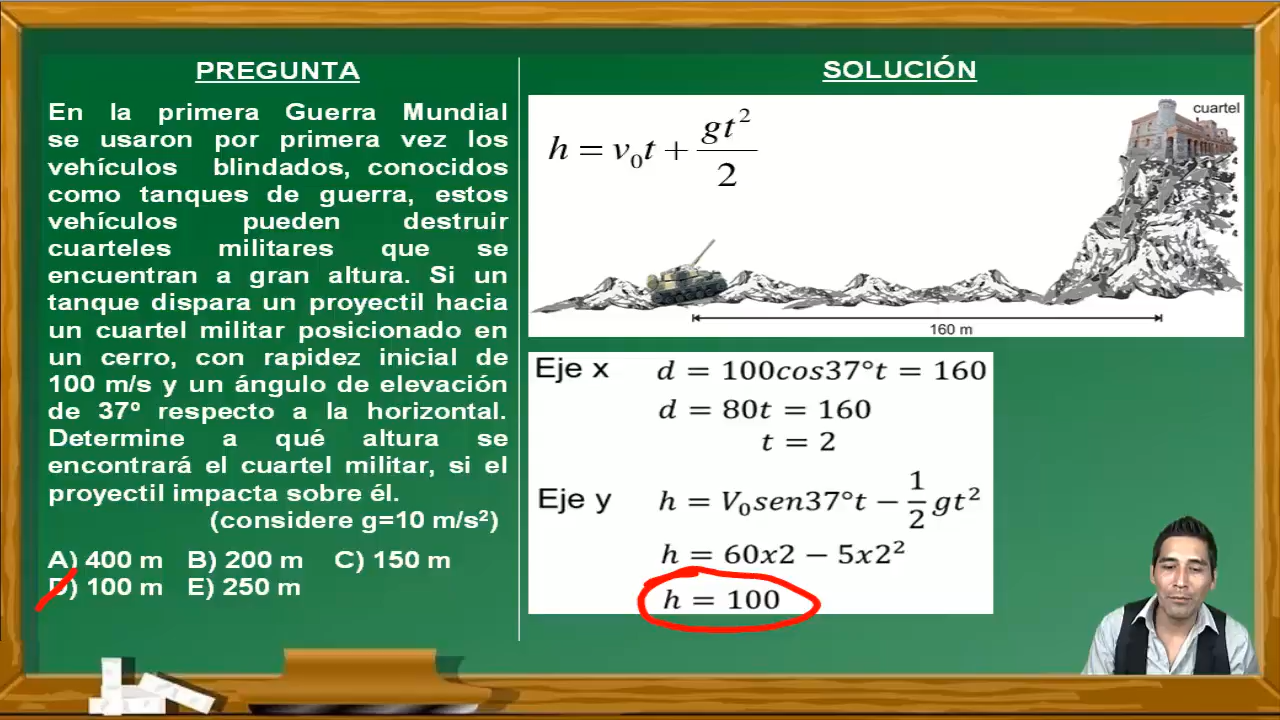 PREGUNTA
En la primera Guerra Mundial
se usaron por primera vez los
vehículos blindados, conocidos
como tanques de guerra, estos
vehículos pueden destruir
cuarteles militares que se
encuentran a gran altura. Si un
tanque dispara un proyectil hacia
un cuartel militar posicionado en
un cerro, con rapidez inicial de
100 m/s y un ángulo de elevación
de 37º respecto a la horizontal.
Determine a qué altura se
encontrará el cuartel militar, si el
proyectil impacta sobre él.
(considere g=10 m/s²)
A) 400 m B) 200 m C) 150 m
D) 100 m E) 250 m
SOLUCIÓN
h = v₀t + gt²/2
cuartel
160 m
Eje x d = 100cos37°t = 160
d = 80t = 160
t = 2
Eje y h = V₀sen37°t − 1/2 gt²
h = 60x2 − 5x2²
h = 100